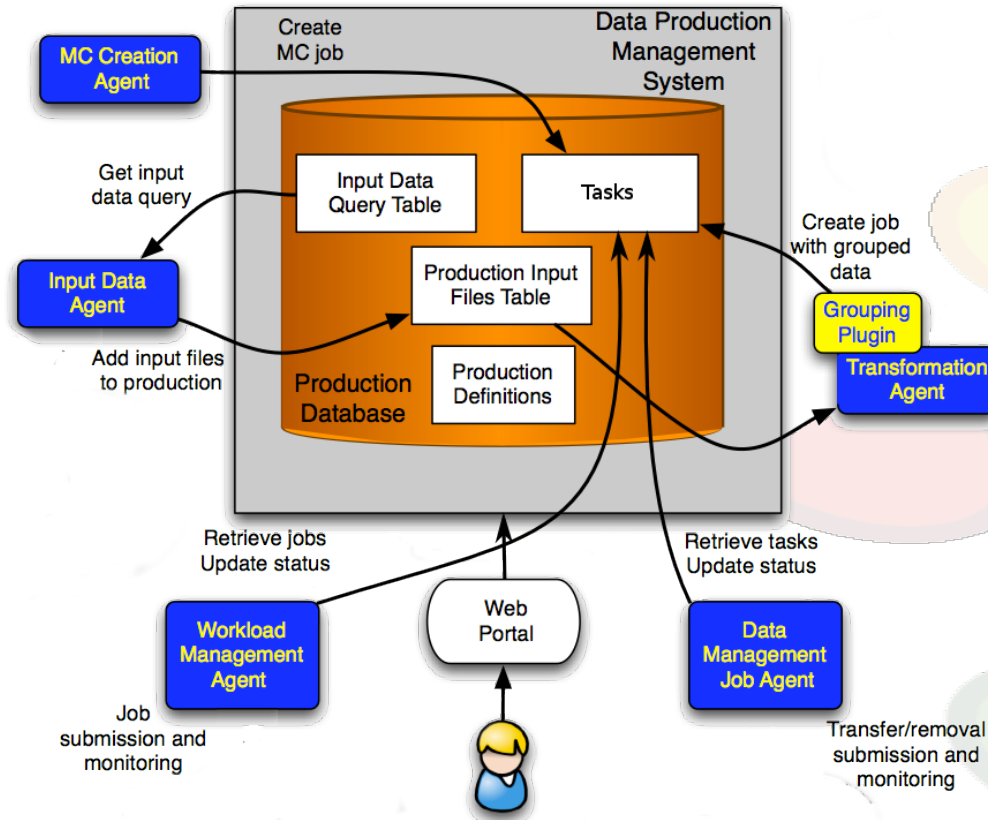 Create
MC job
Data Production
Management
System
MC Creation
Agent
Get input
data query
Input Data
Query Table
Tasks
Create job
with grouped
data
Input Data
Agent
Production Input
Files Table
Grouping
Plugin
Add input files
to production
Production
Database
Production
Definitions
Transformation
Agent
Retrieve jobs
Update status
Retrieve tasks
Update status
Workload
Management
Agent
Web
Portal
Data
Management
Job Agent
Job
submission and
monitoring
Transfer/removal
submission and
monitoring